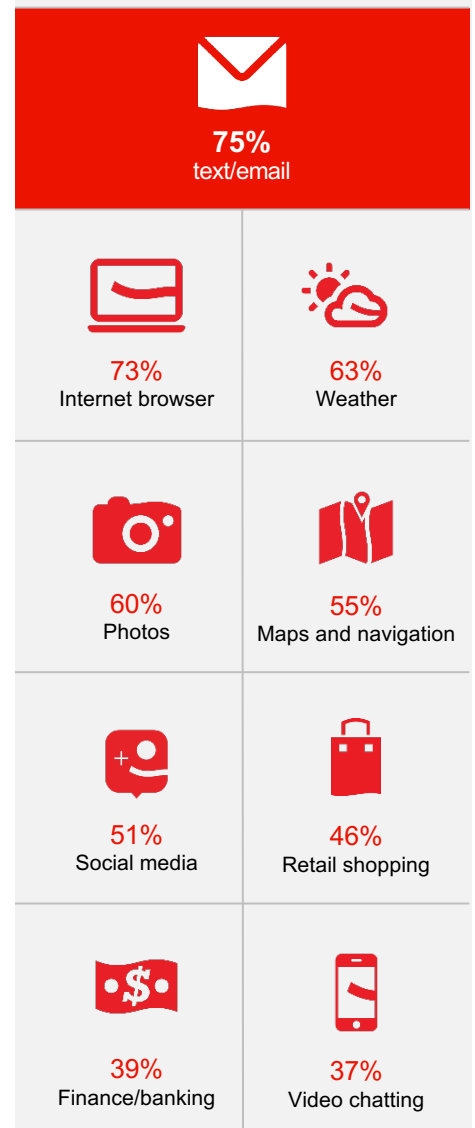 75%
text/email
73%
Internet browser
63%
Weather
60%
Photos
55%
Maps and navigation
51%
Social media
46%
Retail shopping
$
39%
Finance/banking
37%
Video chatting